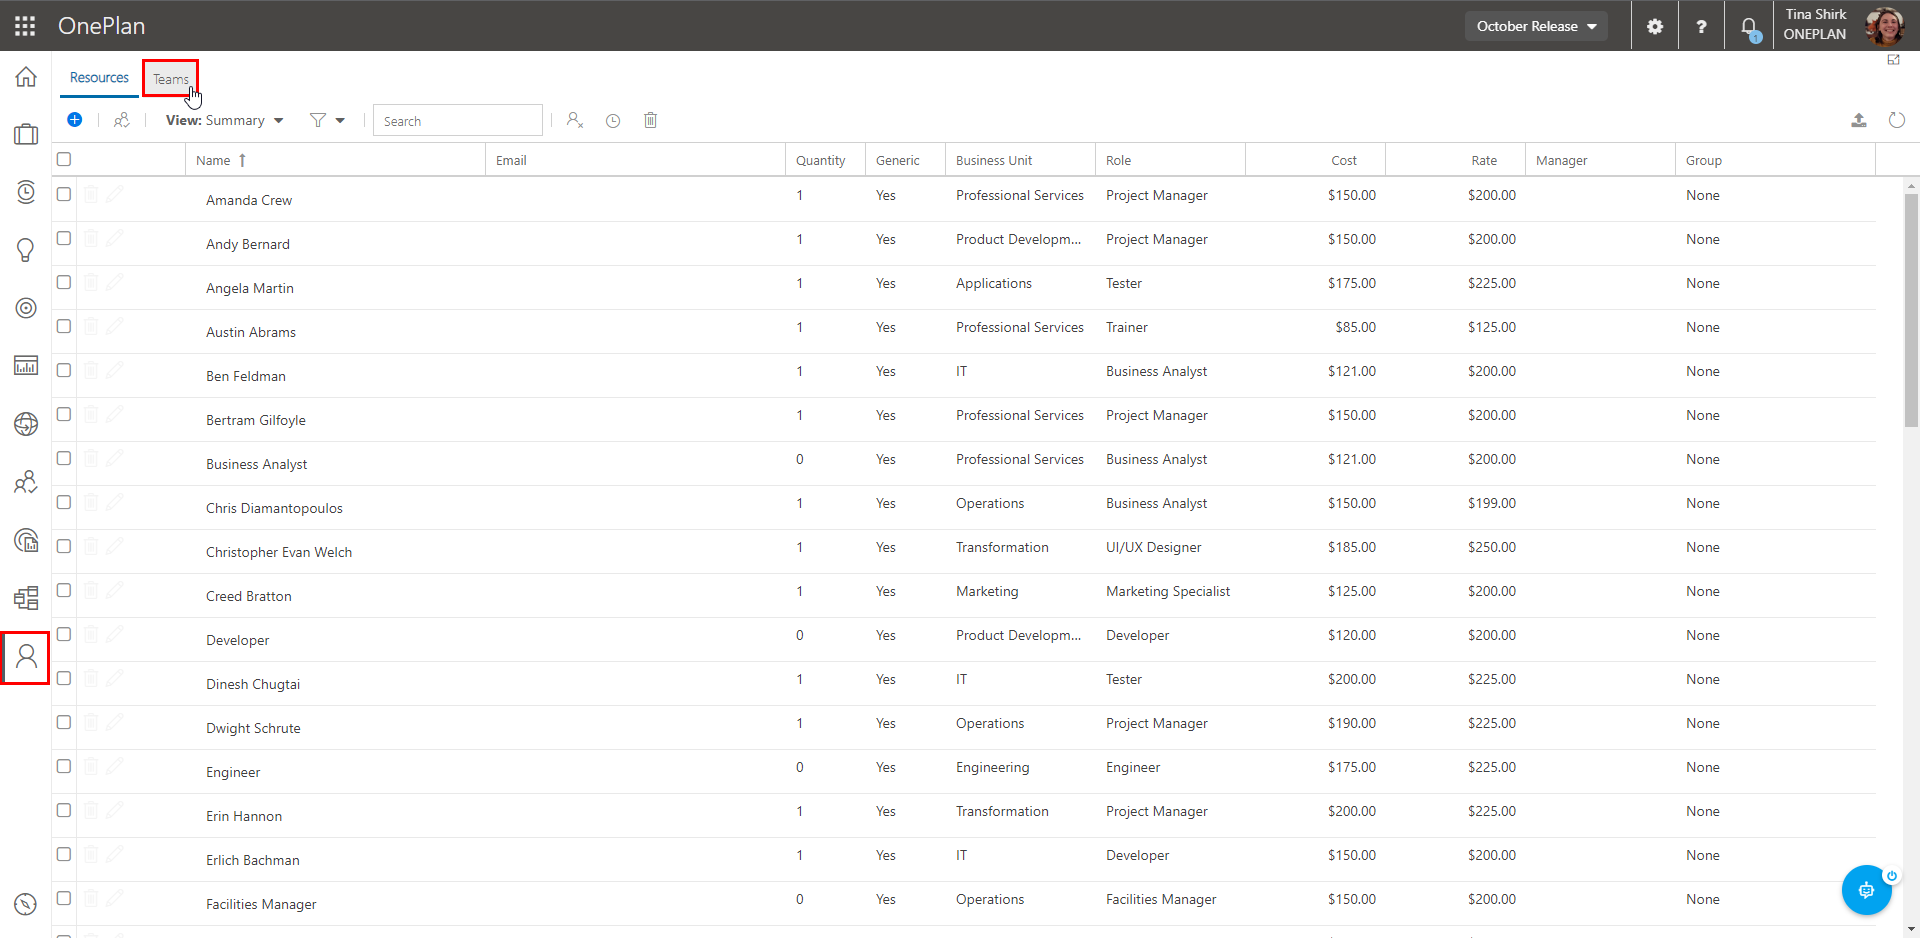 OnePlan
October Release
?
1
Tina Shirk
ONEPLAN
Resources
Teams
View: Summary
Search
Name Email Quantity Generic Business Unit Role Cost Rate Manager Group
Amanda Crew 1 Yes Professional Services Project Manager $150.00 $200.00 None
Andy Bernard 1 Yes Product Developm... Project Manager $150.00 $200.00 None
Angela Martin 1 Yes Applications Tester $175.00 $225.00 None
Austin Abrams 1 Yes Professional Services Trainer $85.00 $125.00 None
Ben Feldman 1 Yes IT Business Analyst $121.00 $200.00 None
Bertram Gilfoyle 1 Yes Professional Services Project Manager $150.00 $200.00 None
Business Analyst 0 Yes Professional Services Business Analyst $121.00 $200.00 None
Chris Diamantopoulos 1 Yes Operations Business Analyst $150.00 $199.00 None
Christopher Evan Welch 1 Yes Transformation UI/UX Designer $185.00 $250.00 None
Creed Bratton 1 Yes Marketing Marketing Specialist $125.00 $200.00 None
Developer 0 Yes Product Developm... Developer $120.00 $200.00 None
Dinesh Chugtai 1 Yes IT Tester $200.00 $225.00 None
Dwight Schrute 1 Yes Operations Project Manager $190.00 $225.00 None
Engineer 0 Yes Engineering Engineer $175.00 $225.00 None
Erin Hannon 1 Yes Transformation Project Manager $200.00 $225.00 None
Erlich Bachman 1 Yes IT Developer $150.00 $200.00 None
Facilities Manager 0 Yes Operations Facilities Manager $150.00 $200.00 None